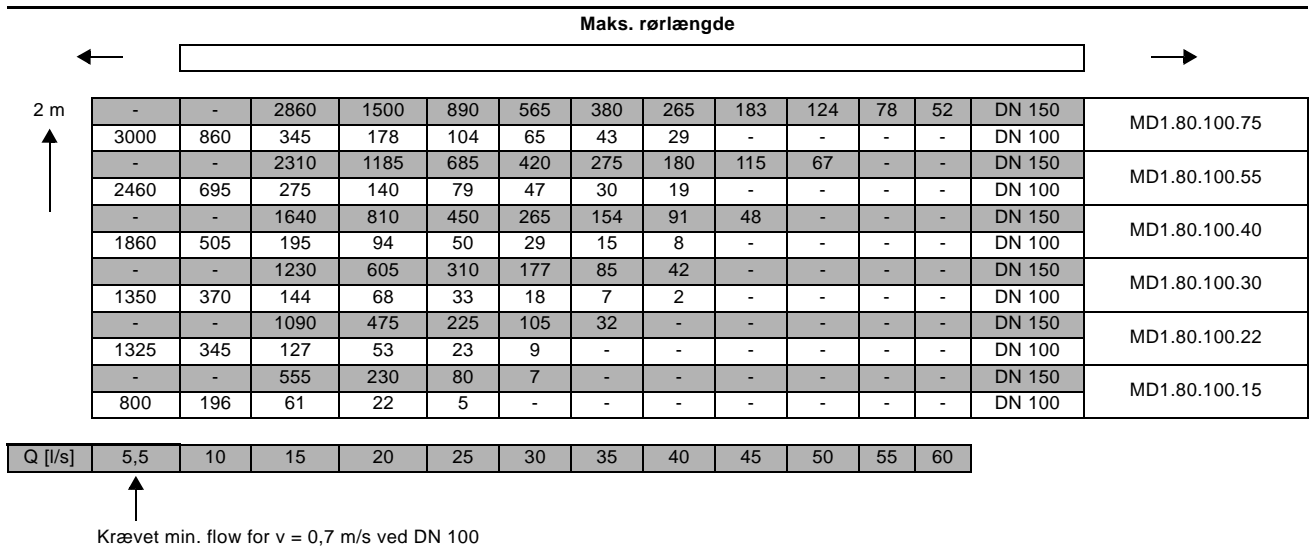 Maks. rørlængde
2 m
- - 2860 1500 890 565 380 265 183 124 78 52 DN 150 MD1.80.100.75
3000 860 345 178 104 65 43 29 - - - - DN 100
- - 2310 1185 685 420 275 180 115 67 - - DN 150 MD1.80.100.55
2460 695 275 140 79 47 30 19 - - - - DN 100
- - 1640 810 450 265 154 91 48 - - - DN 150 MD1.80.100.40
1860 505 195 94 50 29 15 8 - - - - DN 100
- - 1230 605 310 177 85 42 - - - - DN 150 MD1.80.100.30
1350 370 144 68 33 18 7 2 - - - - DN 100
- - 1090 475 225 105 32 - - - - - DN 150 MD1.80.100.22
1325 345 127 53 23 9 - - - - - - DN 100
- - 555 230 80 7 - - - - - - DN 150 MD1.80.100.15
800 196 61 22 5 - - - - - - - DN 100
Q [l/s] 5,5 10 15 20 25 30 35 40 45 50 55 60
Krævet min. flow for v = 0,7 m/s ved DN 100